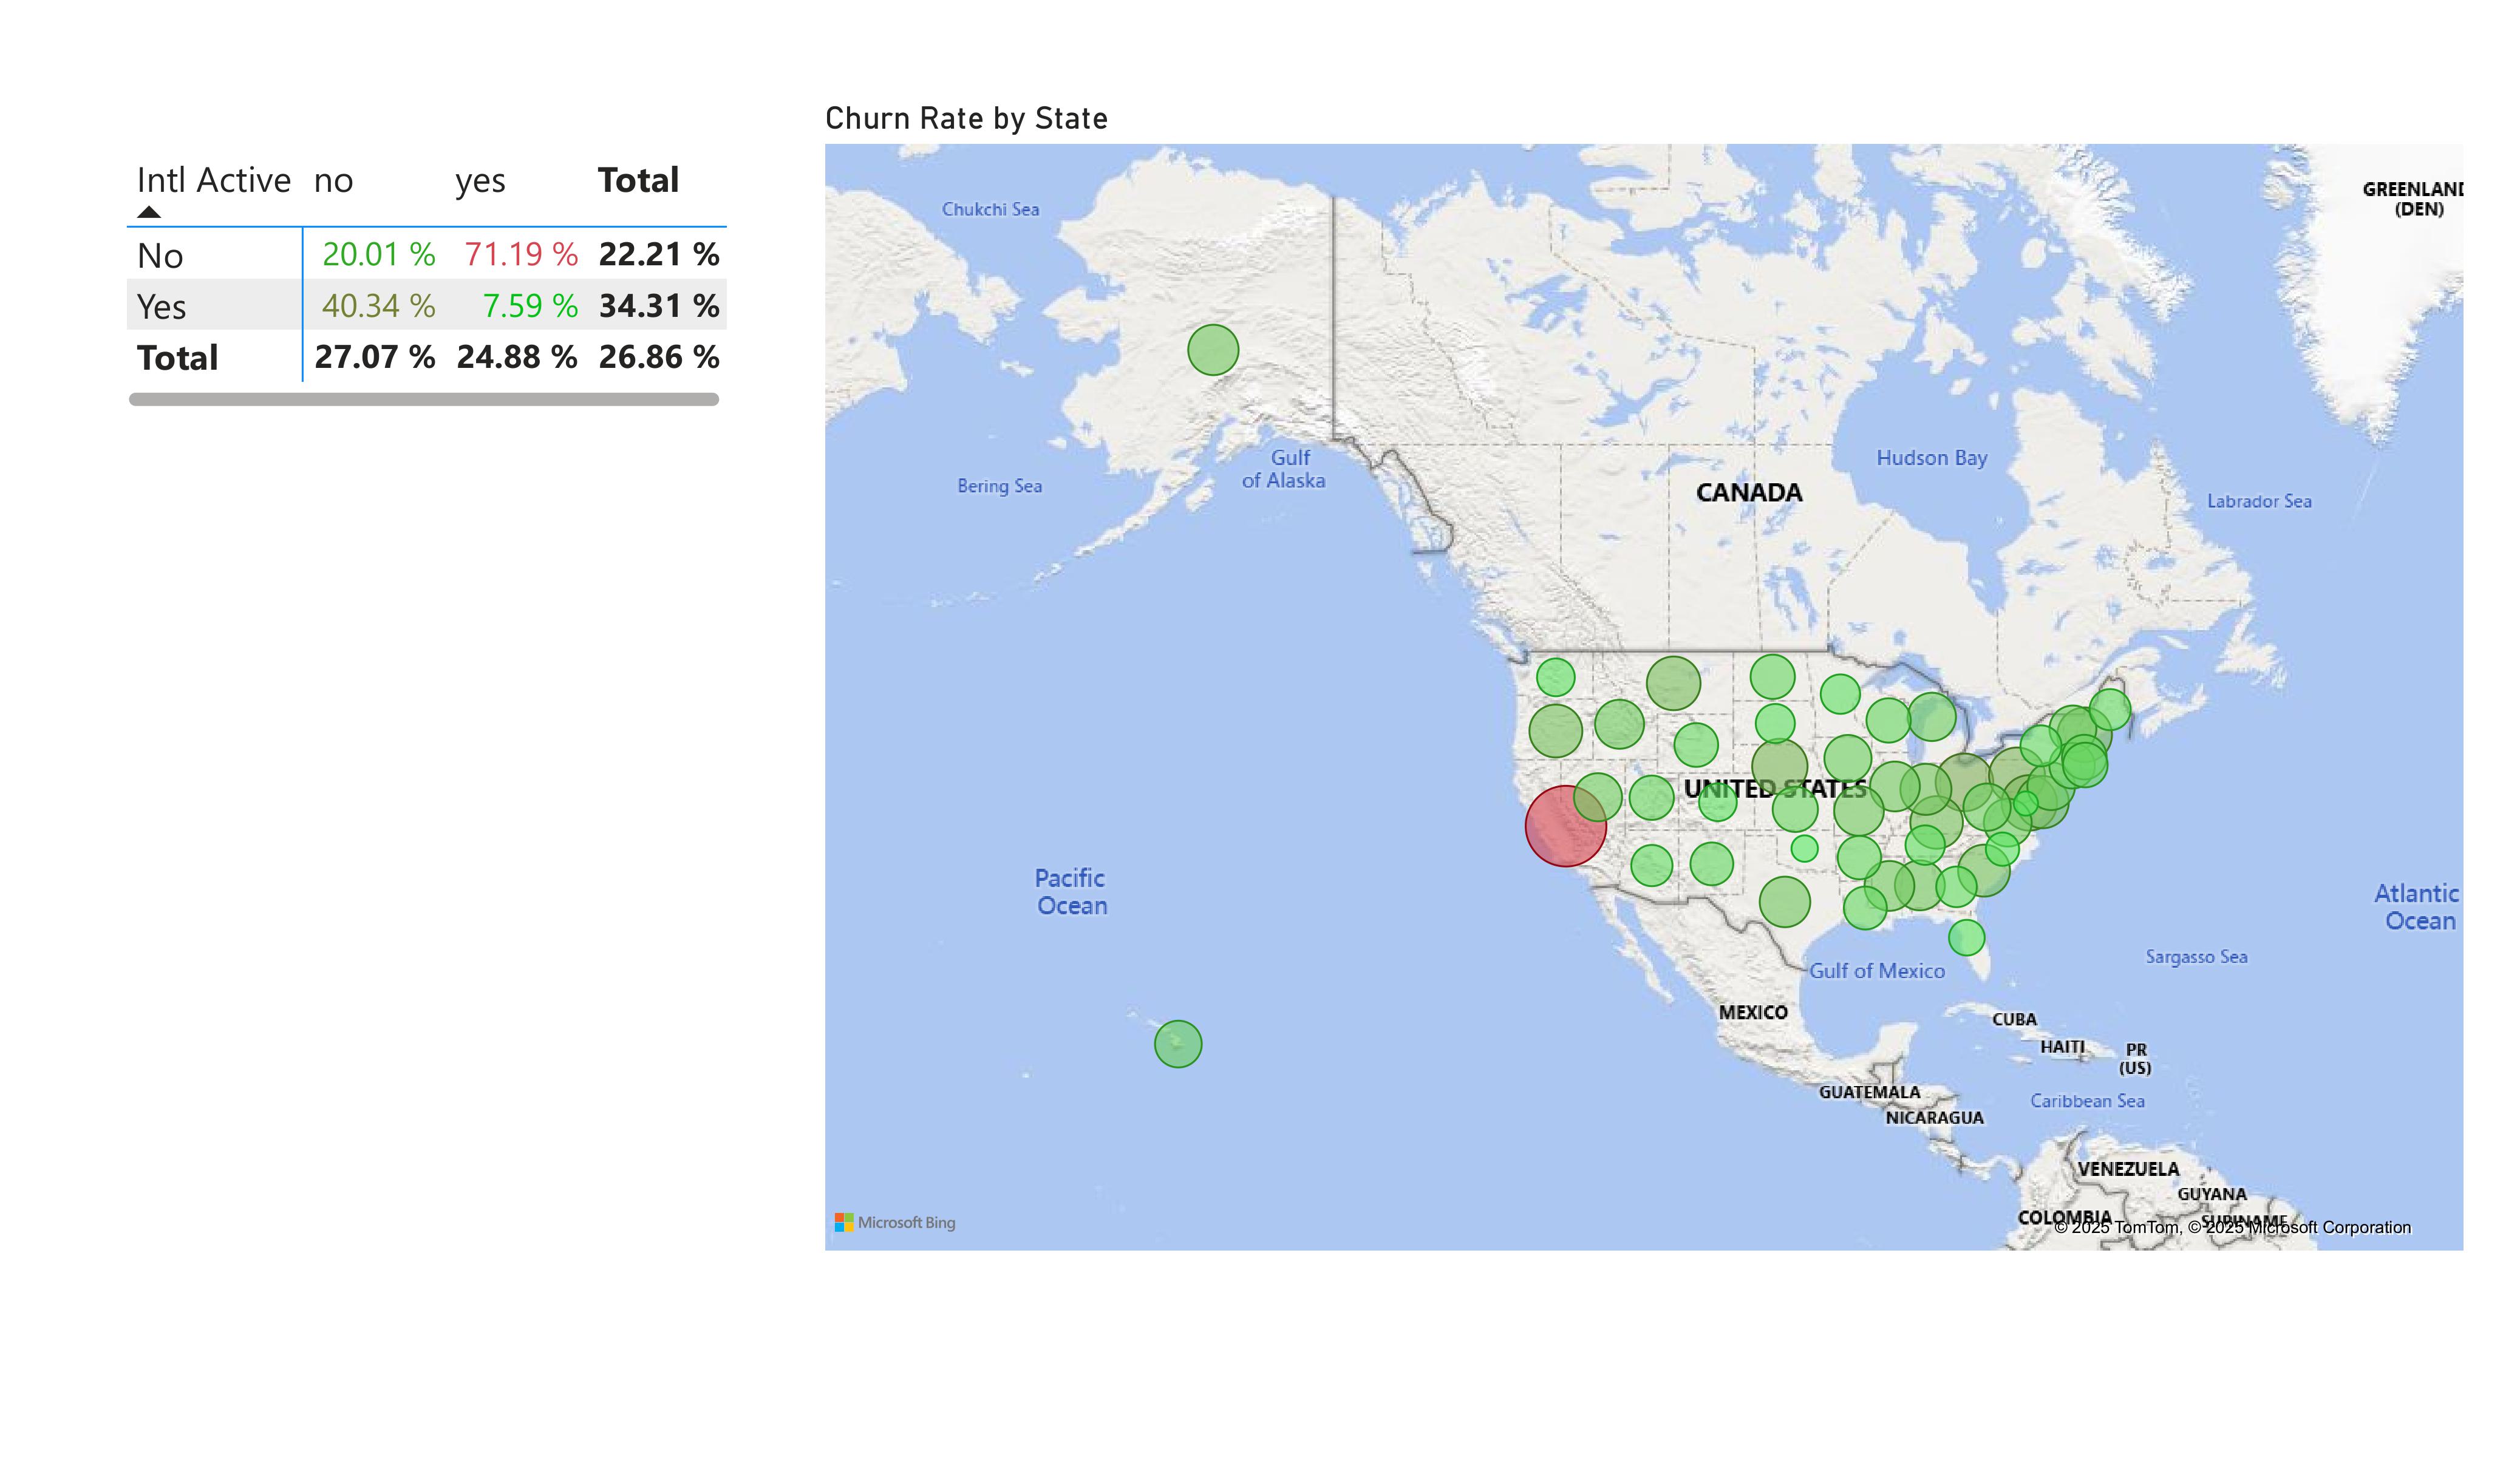 Churn Rate by State
Intl Active no yes Total
No 20.01 % 71.19 % 22.21 %
Yes 40.34 % 7.59 % 34.31 %
Total 27.07 % 24.88 % 26.86 %
GREENLAND
(DEN)
Chukchi Sea
Gulf
of Alaska
Bering Sea
Hudson Bay
CANADA
Labrador Sea
UNITED STATES
Pacific
Ocean
Atlantic
Ocean
Sargasso Sea
Gulf of Mexico
MEXICO
CUBA
HAITI
PR
(US)
GUATEMALA
Caribbean Sea
NICARAGUA
VENEZUELA
GUYANA
COLOMBIA
SURINAME
Microsoft Bing
© 2025 TomTom, © 2025 Microsoft Corporation